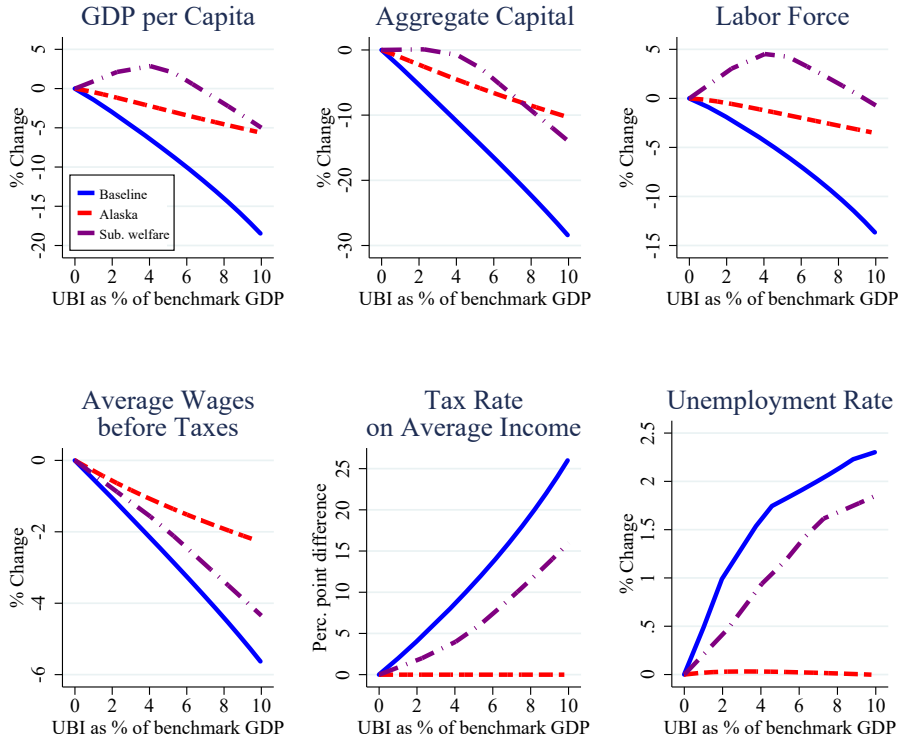 GDP per Capita
% Change
5
0
-5
-10
-15
-20
Baseline
Alaska
Sub. welfare
0 2 4 6 8 10
UBI as % of benchmark GDP
Aggregate Capital
% Change
0
-10
-20
-30
0 2 4 6 8 10
UBI as % of benchmark GDP
Labor Force
% Change
5
0
-5
-10
-15
0 2 4 6 8 10
UBI as % of benchmark GDP
Average Wages
before Taxes
% Change
0
-2
-4
-6
0 2 4 6 8 10
UBI as % of benchmark GDP
Tax Rate
on Average Income
Perc. point difference
25
20
15
10
5
0
0 2 4 6 8 10
UBI as % of benchmark GDP
Unemployment Rate
% Change
2.5
2
1.5
1
.5
0
0 2 4 6 8 10
UBI as % of benchmark GDP